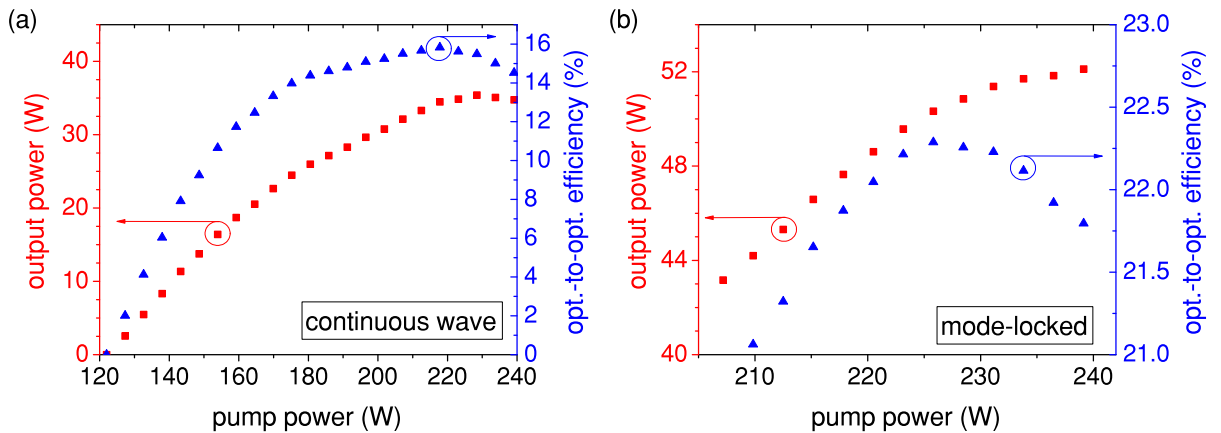 (a)
output power (W)
40
30
20
10
0
120 140 160 180 200 220 240
pump power (W)
16
14
12
10
8
6
4
2
0
opt.-to-opt. efficiency (%)
continuous wave
(b)
output power (W)
52
48
44
40
210 220 230 240
pump power (W)
23.0
22.5
22.0
21.5
21.0
opt.-to-opt. efficiency (%)
mode-locked